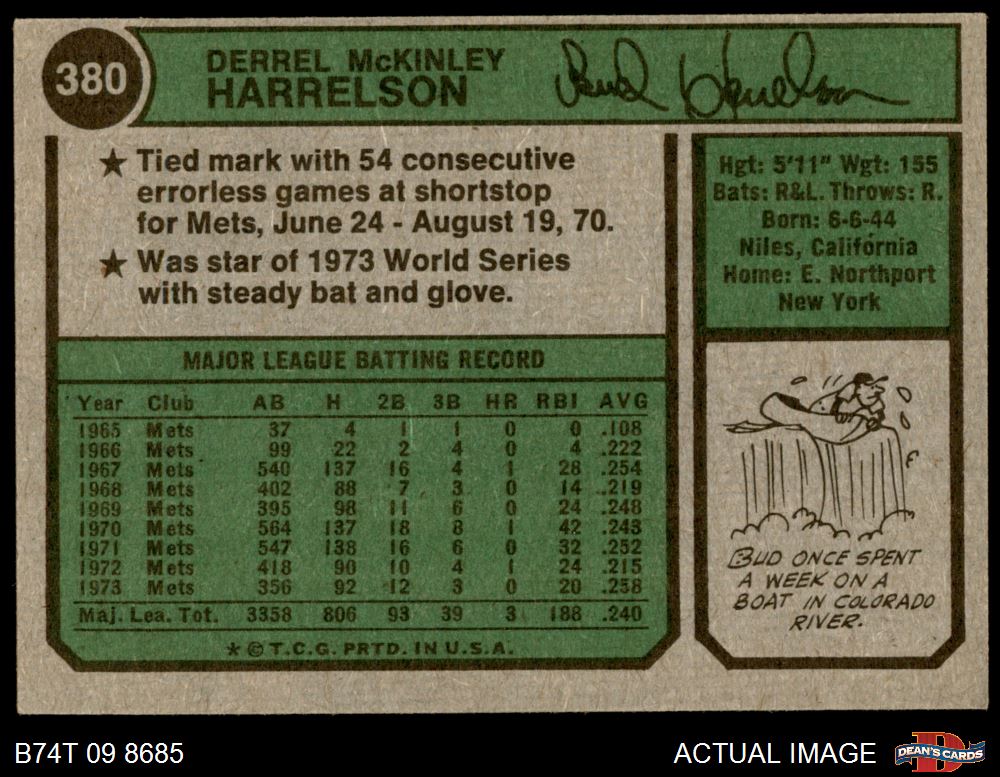 380
DERREL McKINLEY
HARRELSON
Bud Harrelson
★ Tied mark with 54 consecutive
errorless games at shortstop
for Mets, June 24 - August 19, 70.
★ Was star of 1973 World Series
with steady bat and glove.
Hgt: 5'11" Wgt: 155
Bats: R&L. Throws: R.
Born: 6-6-44
Niles, California
Home: E. Northport
New York
MAJOR LEAGUE BATTING RECORD
Year Club AB H 2B 3B HR RBI AVG
1965 Mets 37 4 1 1 0 0 .108
1966 Mets 99 22 2 4 0 4 .222
1967 Mets 540 137 16 4 1 28 .254
1968 Mets 402 88 7 3 0 14 .219
1969 Mets 395 98 11 6 0 24 .248
1970 Mets 564 137 18 8 1 42 .243
1971 Mets 547 138 16 6 0 32 .252
1972 Mets 418 90 10 4 1 24 .215
1973 Mets 356 92 12 3 0 20 .258
Maj. Lea. Tot. 3358 806 93 39 3 188 .240
★ © T.C.G. PRTD. IN U.S.A.
BUD ONCE SPENT
A WEEK ON A
BOAT IN COLORADO
RIVER.
B74T 09 8685
ACTUAL IMAGE
DEAN'S CARDS